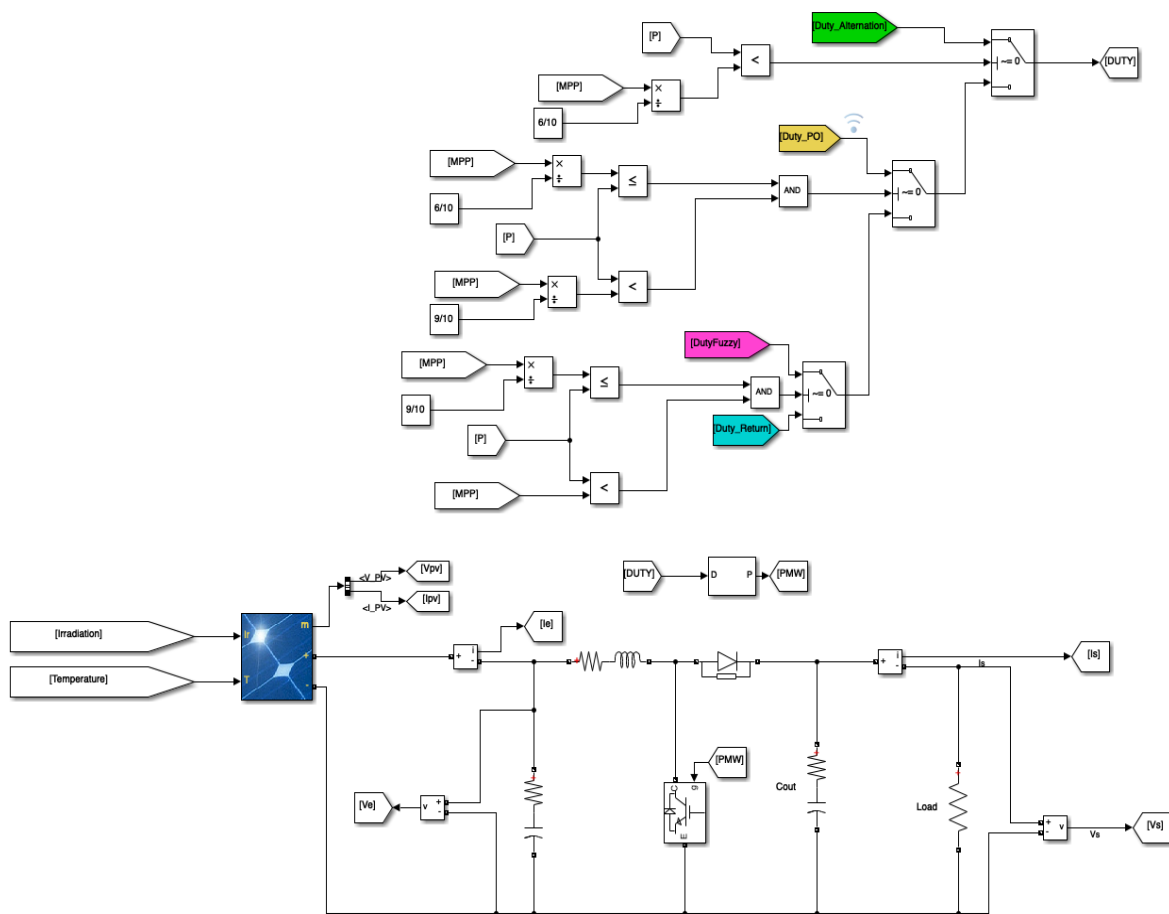 [Duty_Alternation]
[P]
<
~= 0
[DUTY]
[MPP]
×
÷
6/10
[Duty_PO]
[MPP]
×
÷
≤
~= 0
6/10
AND
[P]
[MPP]
×
÷
<
9/10
[DutyFuzzy]
[MPP]
×
÷
≤
~= 0
9/10
AND
[Duty_Return]
[P]
[MPP]
<
<V_PV>
[Vpv]
[DUTY]
D
P
[PMW]
<I_PV>
[Ipv]
[Irradiation]
Ir
m
[Ie]
+
i
-
+
i
-
Is
[Is]
[Temperature]
T
+
-
[PMW]
g
C
E
Cout
Load
[Ve]
v
+
-
+
-
v
Vs
[Vs]